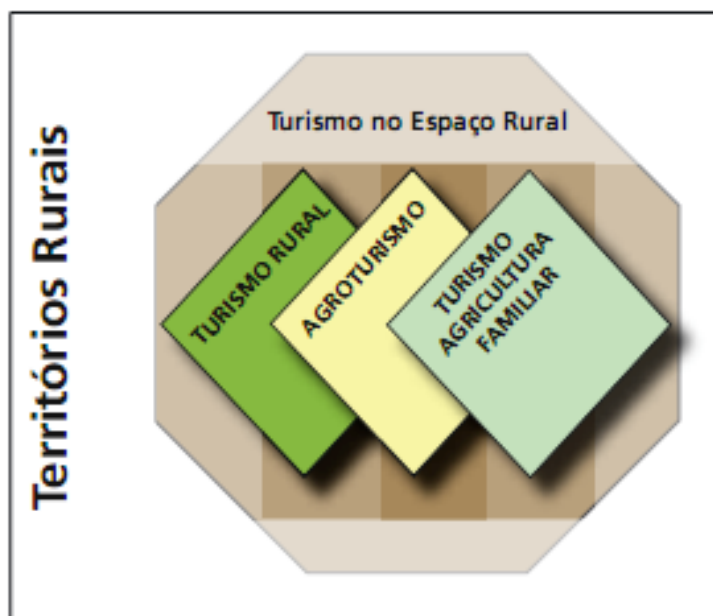 Territórios Rurais
Turismo no Espaço Rural
TURISMO RURAL
AGROTURISMO
TURISMO
AGRICULTURA
FAMILIAR